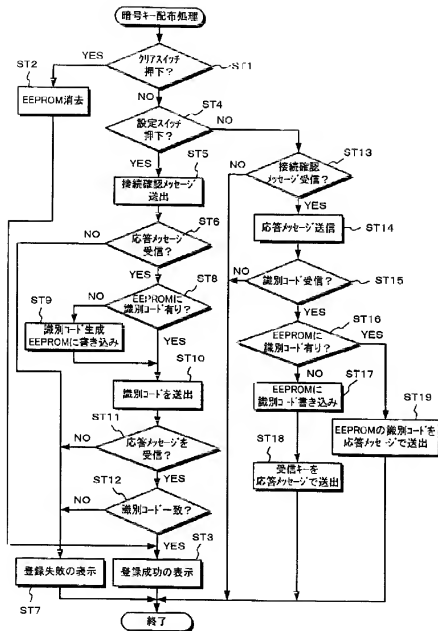 暗号キー配布処理
YES
クリアスイッチ
押下?
ST1
ST2
EEPROM消去
NO
ST4
設定スイッチ
押下?
NO
YES
ST5
接続確認メッセージ
送出
ST13
NO
接続確認
メッセージ受信?
YES
ST6
NO
応答メッセージ
受信?
応答メッセージ送信
ST14
YES
ST8
NO
識別コード受信?
ST15
ST9
NO
EEPROMに
識別コード有り?
YES
ST16
識別コード生成
EEPROMに書き込み
YES
EEPROMに
識別コード有り?
YES
ST10
識別コードを送出
NO
ST17
EEPROMに
識別コード書き込み
ST19
EEPROMの識別コードを
応答メッセージで送出
ST11
NO
応答メッセージを
受信?
ST18
受信キーを
応答メッセージで送出
YES
ST12
NO
識別コード一致?
YES
ST3
登録失敗の表示
登録成功の表示
ST7
終了